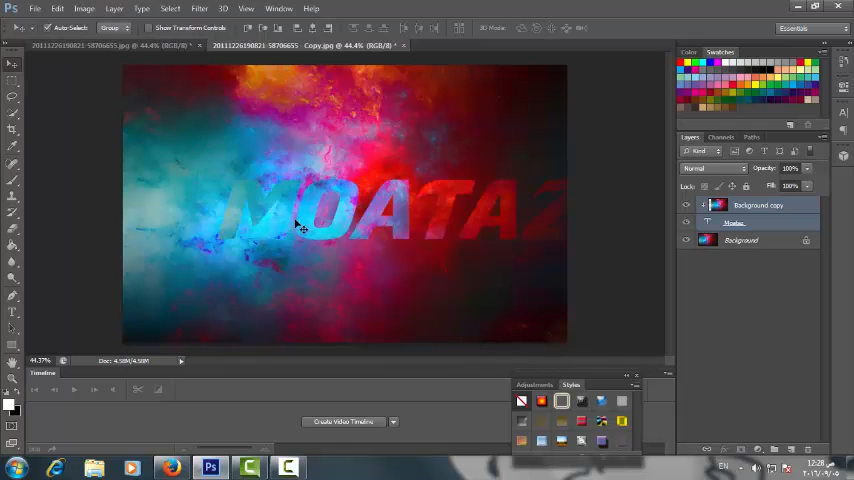 Ps File Edit Image Layer Type Select Filter 3D View Window Help
Auto-Select: Group Show Transform Controls 3D Mode: Essentials
20111226190821-58706655.jpg @ 44.4% (RGB/8) * × 20111226190821-58706655 - Copy.jpg @ 44.4% (RGB/8) * ×
Color Swatches
MOATAZ
Layers Channels Paths
Kind
Normal Opacity: 100%
Lock: Fill: 100%
Background copy
T Moataz
Background
44.37% Doc: 4.58M/4.58M
Timeline
Adjustments Styles
Create Video Timeline
EN 12:28 ص
٢٠١٦/٠٩/٠٥